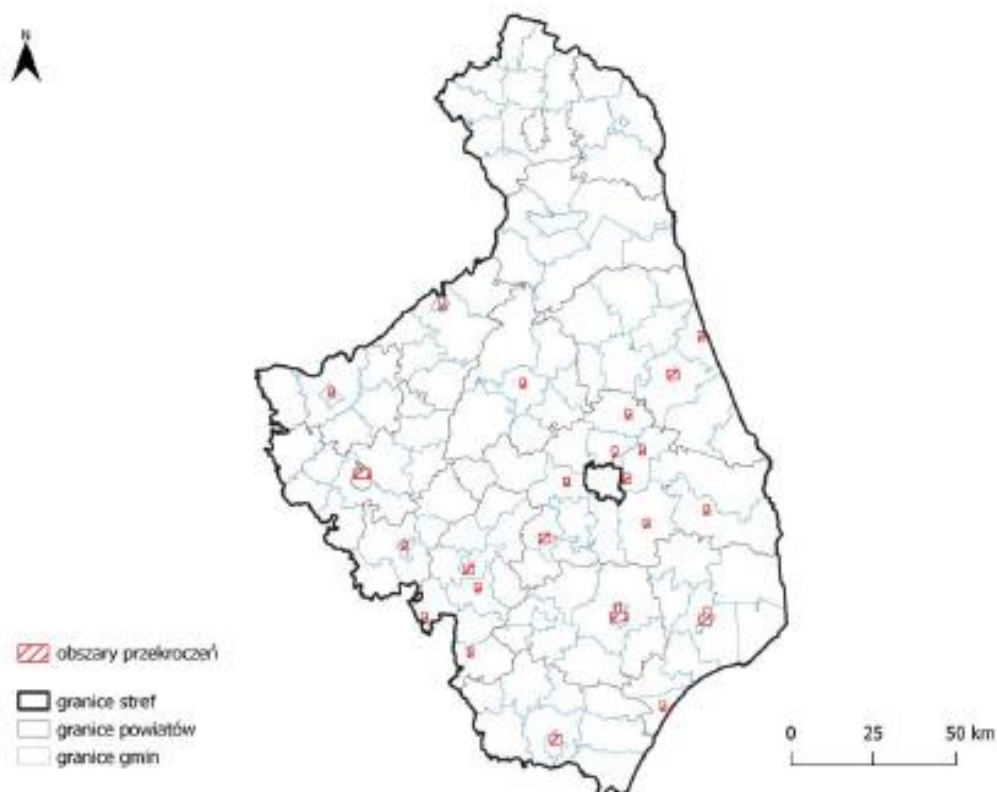 N
obszary przekroczeń
granice stref
granice powiatów
granice gmin
0 25 50 km